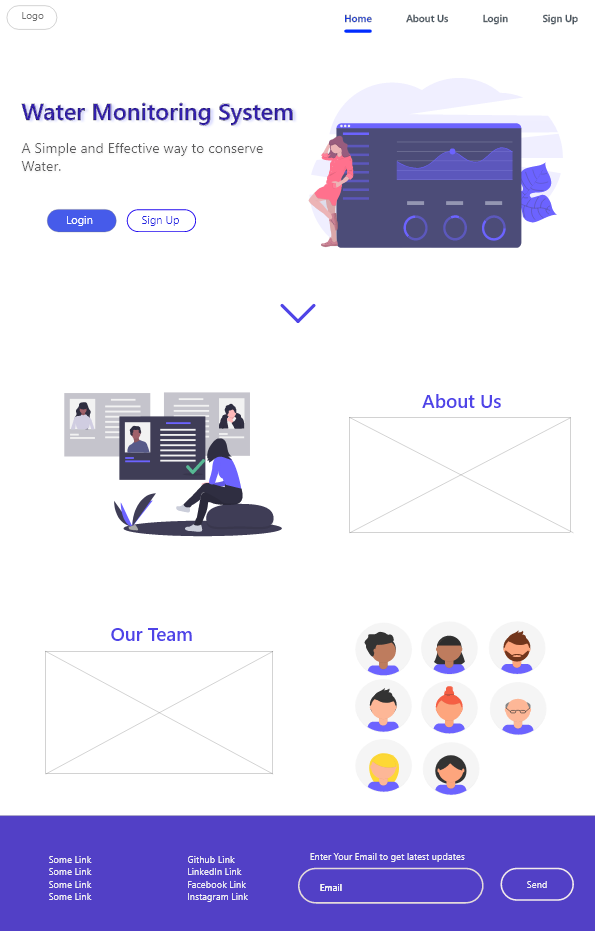 Logo
Home
About Us
Login
Sign Up
Water Monitoring System
A Simple and Effective way to conserve
Water.
Login
Sign Up
About Us
Our Team
Some Link
Some Link
Some Link
Some Link
Github Link
LinkedIn Link
Facebook Link
Instagram Link
Enter Your Email to get latest updates
Email
Send